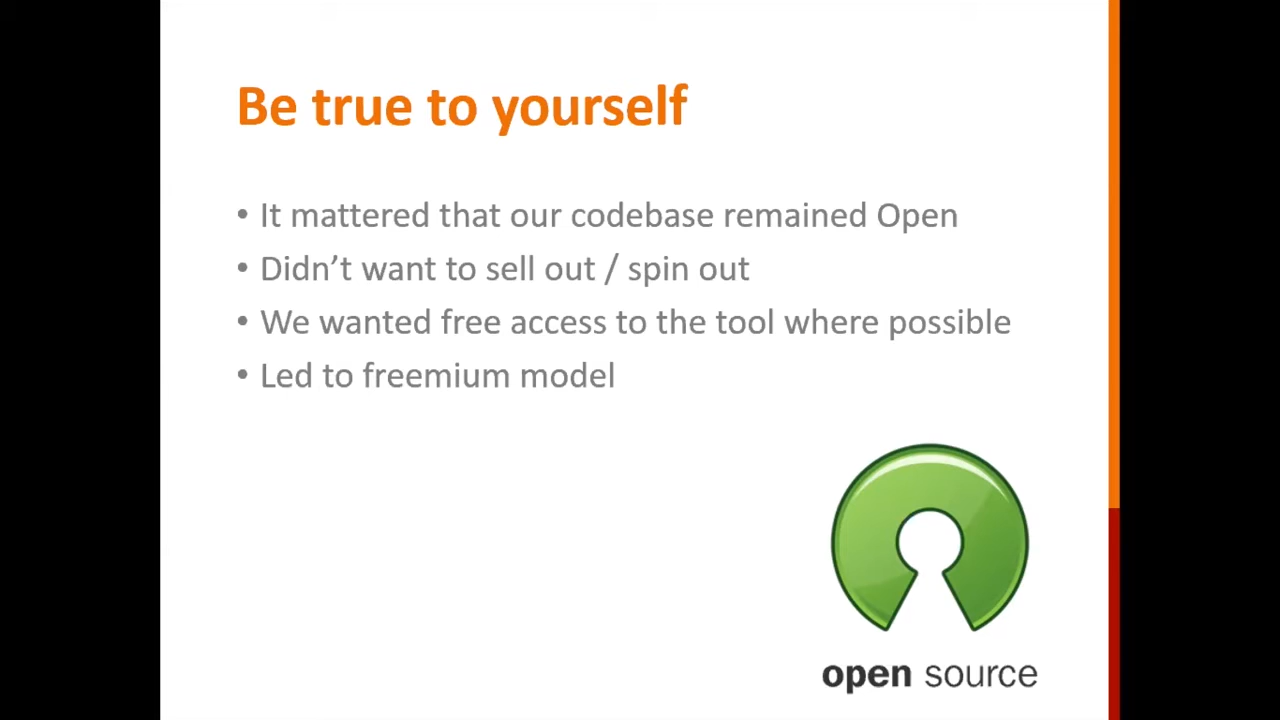 Be true to yourself
• It mattered that our codebase remained Open
• Didn’t want to sell out / spin out
• We wanted free access to the tool where possible
• Led to freemium model
open source